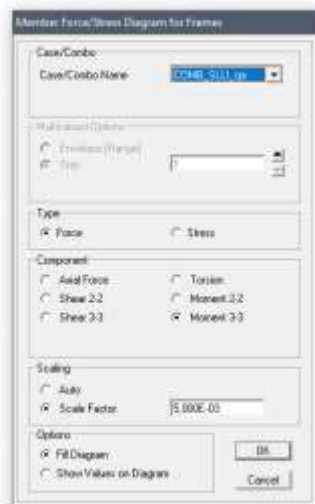 Member Force/Stress Diagram for Frames
Case/Combo
Case/Combo Name
Multivalued Options
Envelope (Range)
Step
1
Type
Force
Stress
Component
Axial Force
Torsion
Shear 2-2
Moment 2-2
Shear 3-3
Moment 3-3
Scaling
Auto
Scale Factor
5.000E-03
Options
Fill Diagram
OK
Show Values on Diagram
Cancel